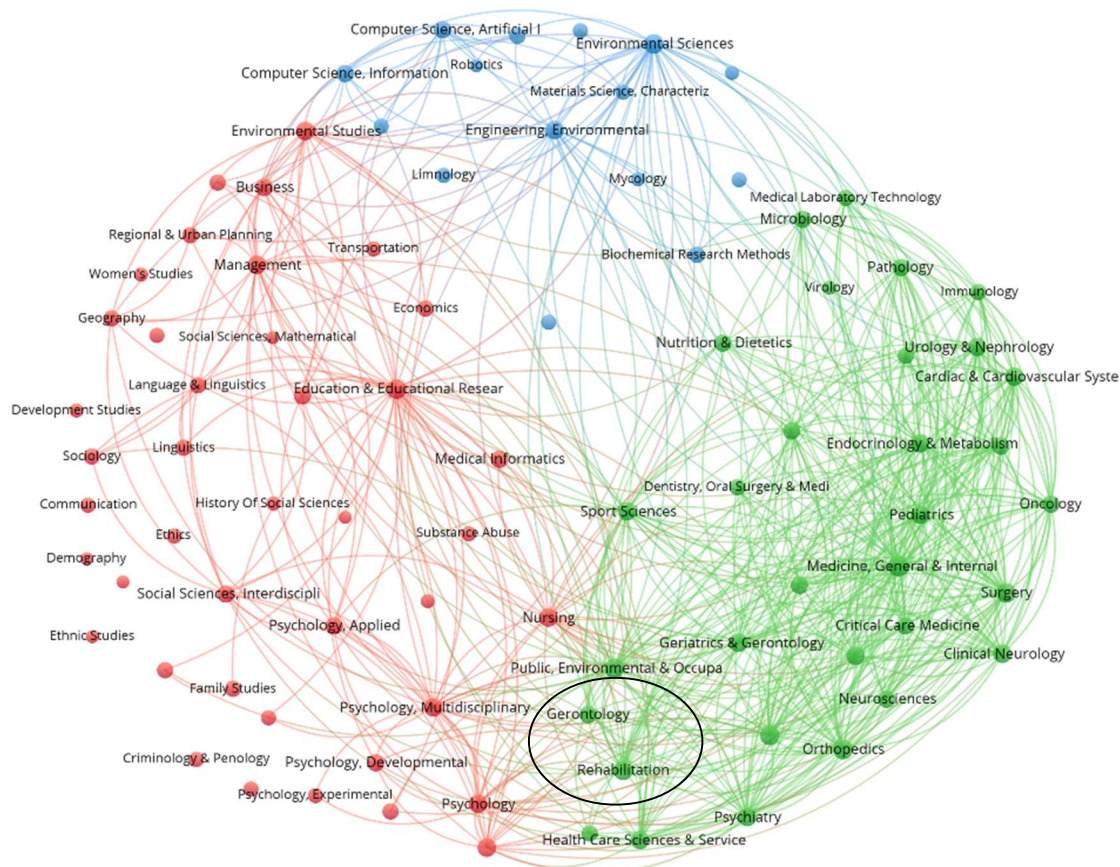 Computer Science, Artificial I
Environmental Sciences
Robotics
Computer Science, Information
Materials Science, Characteriz
Environmental Studies
Engineering, Environmental
Limnology
Mycology
Business
Medical Laboratory Technology
Microbiology
Regional & Urban Planning
Transportation
Biochemical Research Methods
Management
Pathology
Women's Studies
Virology
Immunology
Economics
Geography
Social Sciences, Mathematical
Nutrition & Dietetics
Urology & Nephrology
Cardiac & Cardiovascular Syste
Language & Linguistics
Education & Educational Resear
Development Studies
Linguistics
Endocrinology & Metabolism
Sociology
Medical Informatics
Dentistry, Oral Surgery & Medi
Communication
History Of Social Sciences
Sport Sciences
Pediatrics
Oncology
Ethics
Substance Abuse
Demography
Medicine, General & Internal
Social Sciences, Interdiscipli
Surgery
Nursing
Psychology, Applied
Critical Care Medicine
Ethnic Studies
Geriatrics & Gerontology
Clinical Neurology
Public, Environmental & Occupa
Family Studies
Neurosciences
Psychology, Multidisciplinary
Gerontology
Orthopedics
Criminology & Penology
Psychology, Developmental
Rehabilitation
Psychology, Experimental
Psychology
Psychiatry
Health Care Sciences & Service